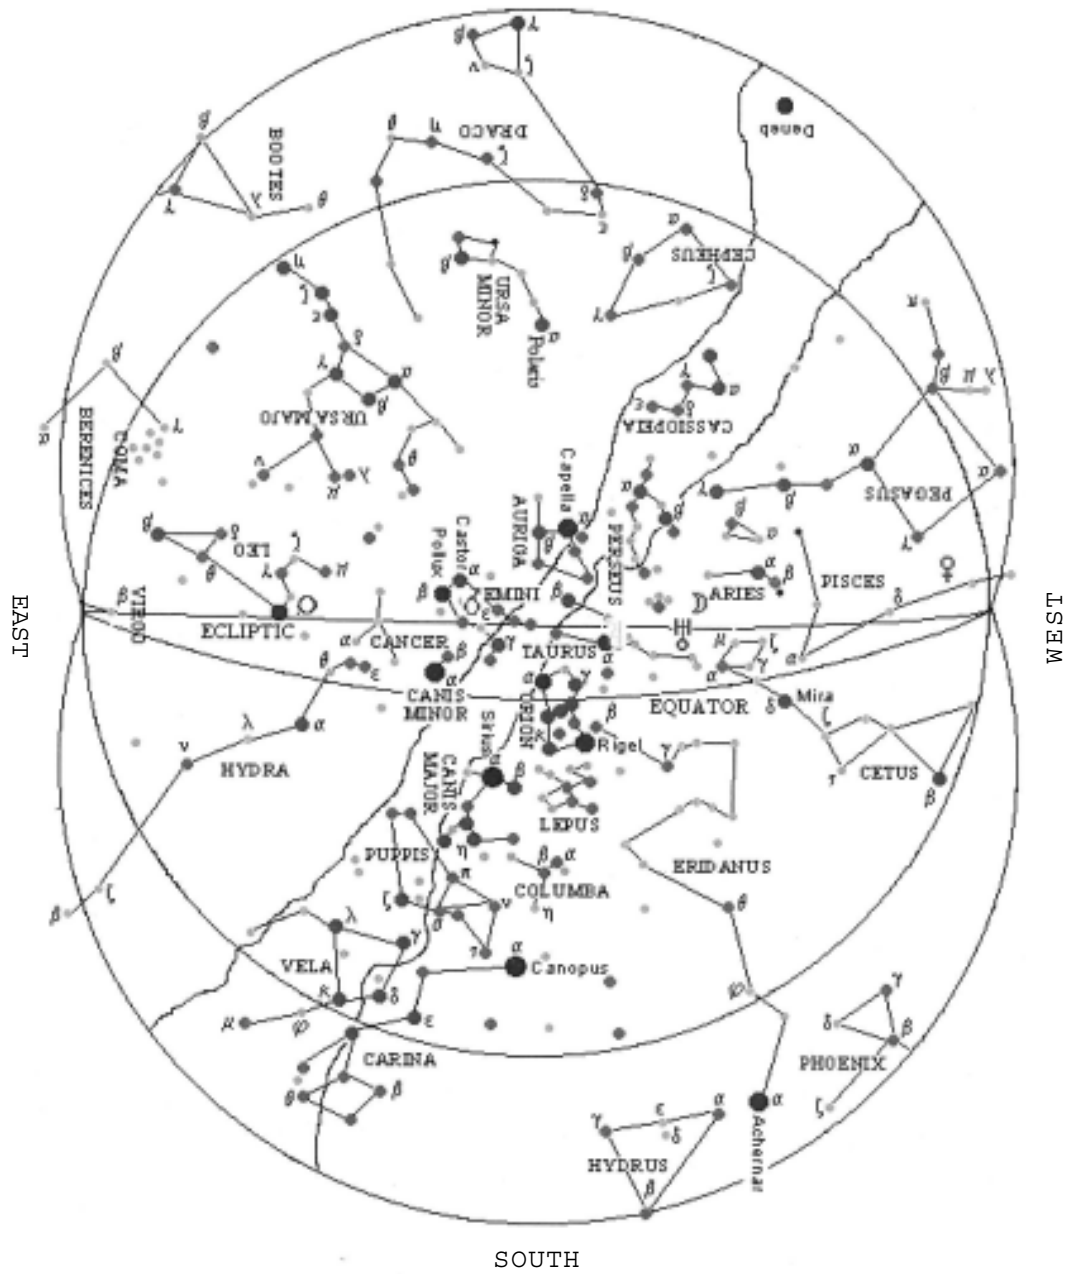 β γ
ν ζ
Deneb
DRACO
θ η ζ
β
BOOTES
γ λ θ
δ
ε
α
CEPHEUS
β
ζ
γ
η
β
URSA
MINOR
ζ
ε
α
Polaris
δ
γ
α
β
URSA MAJO
β
γ
α
COMA
BERENICES
ν μ λ
θ
γ
α
δ
ε
CASSIOPEIA
π
β μ λ
α
α
PEGASUS
γ
β
γ
Capella
α
β
AURIGA
α
β
PERSEUS
β
α
β
δ
LEO
θ
ζ
γ
μ
Castor
Pollux
α
β
EMINI
ε
α
β
ARIES
PISCES
♀
δ
EAST
WEST
β
VIRGO
ECLIPTIC
CANCER
α
γ
TAURUS
α
μ ζ
γ
α
α
θ
ε
β
α
CANIS
MINOR
α
γ
ORION
κ
β
Rigel
EQUATOR
Mira
δ
ζ
τ
CETUS
β
λ α
ν
HYDRA
Sirius
β
CANIS
MAJOR
γ
LEPUS
PUPPIS
η
β α
COLUMBA
ERIDANUS
π
ζ
β
ζ
σ
ν
η
θ
λ
γ
τ
α
Canopus
VELA
κ
δ
μ
φ
ε
φ
γ
δ
β
CARINA
PHOENIX
θ
β
ζ
γ
ε
δ
α
α
Achernar
HYDRUS
β
SOUTH